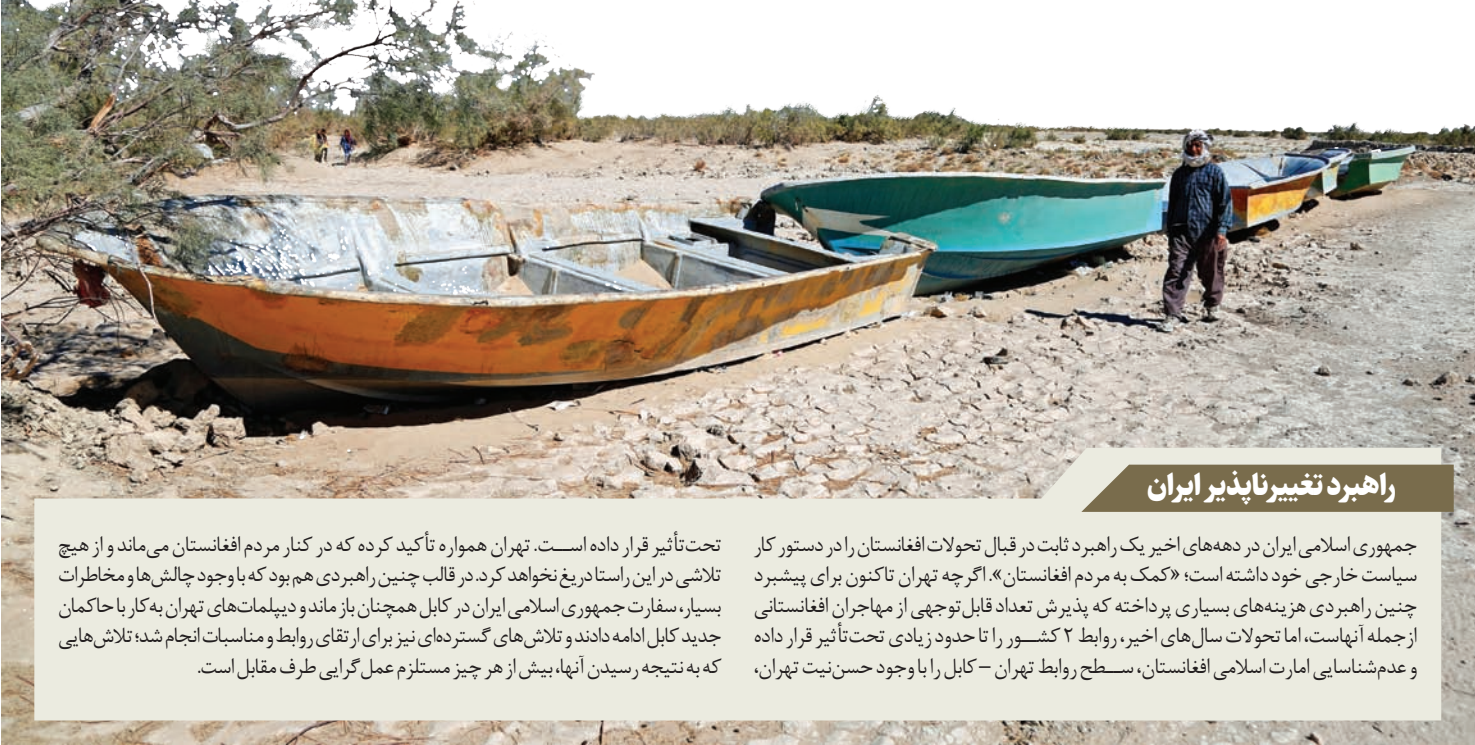 راهبرد تغییرناپذیر ایران
جمهوری اسلامی ایران در دهه‌های اخیر یک راهبرد ثابت در قبال تحولات افغانستان را در دستور کار
سیاست خارجی خود داشته است؛ «کمک به مردم افغانستان». اگرچه تهران تاکنون برای پیشبرد
چنین راهبردی هزینه‌های بسیاری پرداخته که پذیرش تعداد قابل‌توجهی از مهاجران افغانستانی
ازجمله آنهاست، اما تحولات سال‌های اخیر، روابط ۲ کشــور را تا حدود زیادی تحت‌تأثیر قرار داده
و عدم‌شناسایی امارت اسلامی افغانستان، ســطح روابط تهران – کابل را با وجود حسن‌نیت تهران،
تحت‌تأثیر قرار داده اســت. تهران همواره تأکید کرده که در کنار مردم افغانستان می‌ماند و از هیچ
تلاشی در این راستا دریغ نخواهد کرد. در قالب چنین راهبردی هم بود که با وجود چالش‌ها و مخاطرات
بسیار، سفارت جمهوری اسلامی ایران در کابل همچنان باز ماند و دیپلمات‌های تهران به‌کار با حاکمان
جدید کابل ادامه دادند و تلاش‌های گسترده‌ای نیز برای ارتقای روابط و مناسبات انجام شد؛ تلاش‌هایی
که به نتیجه رسیدن آنها، بیش از هر چیز مستلزم عمل‌گرایی طرف مقابل است.